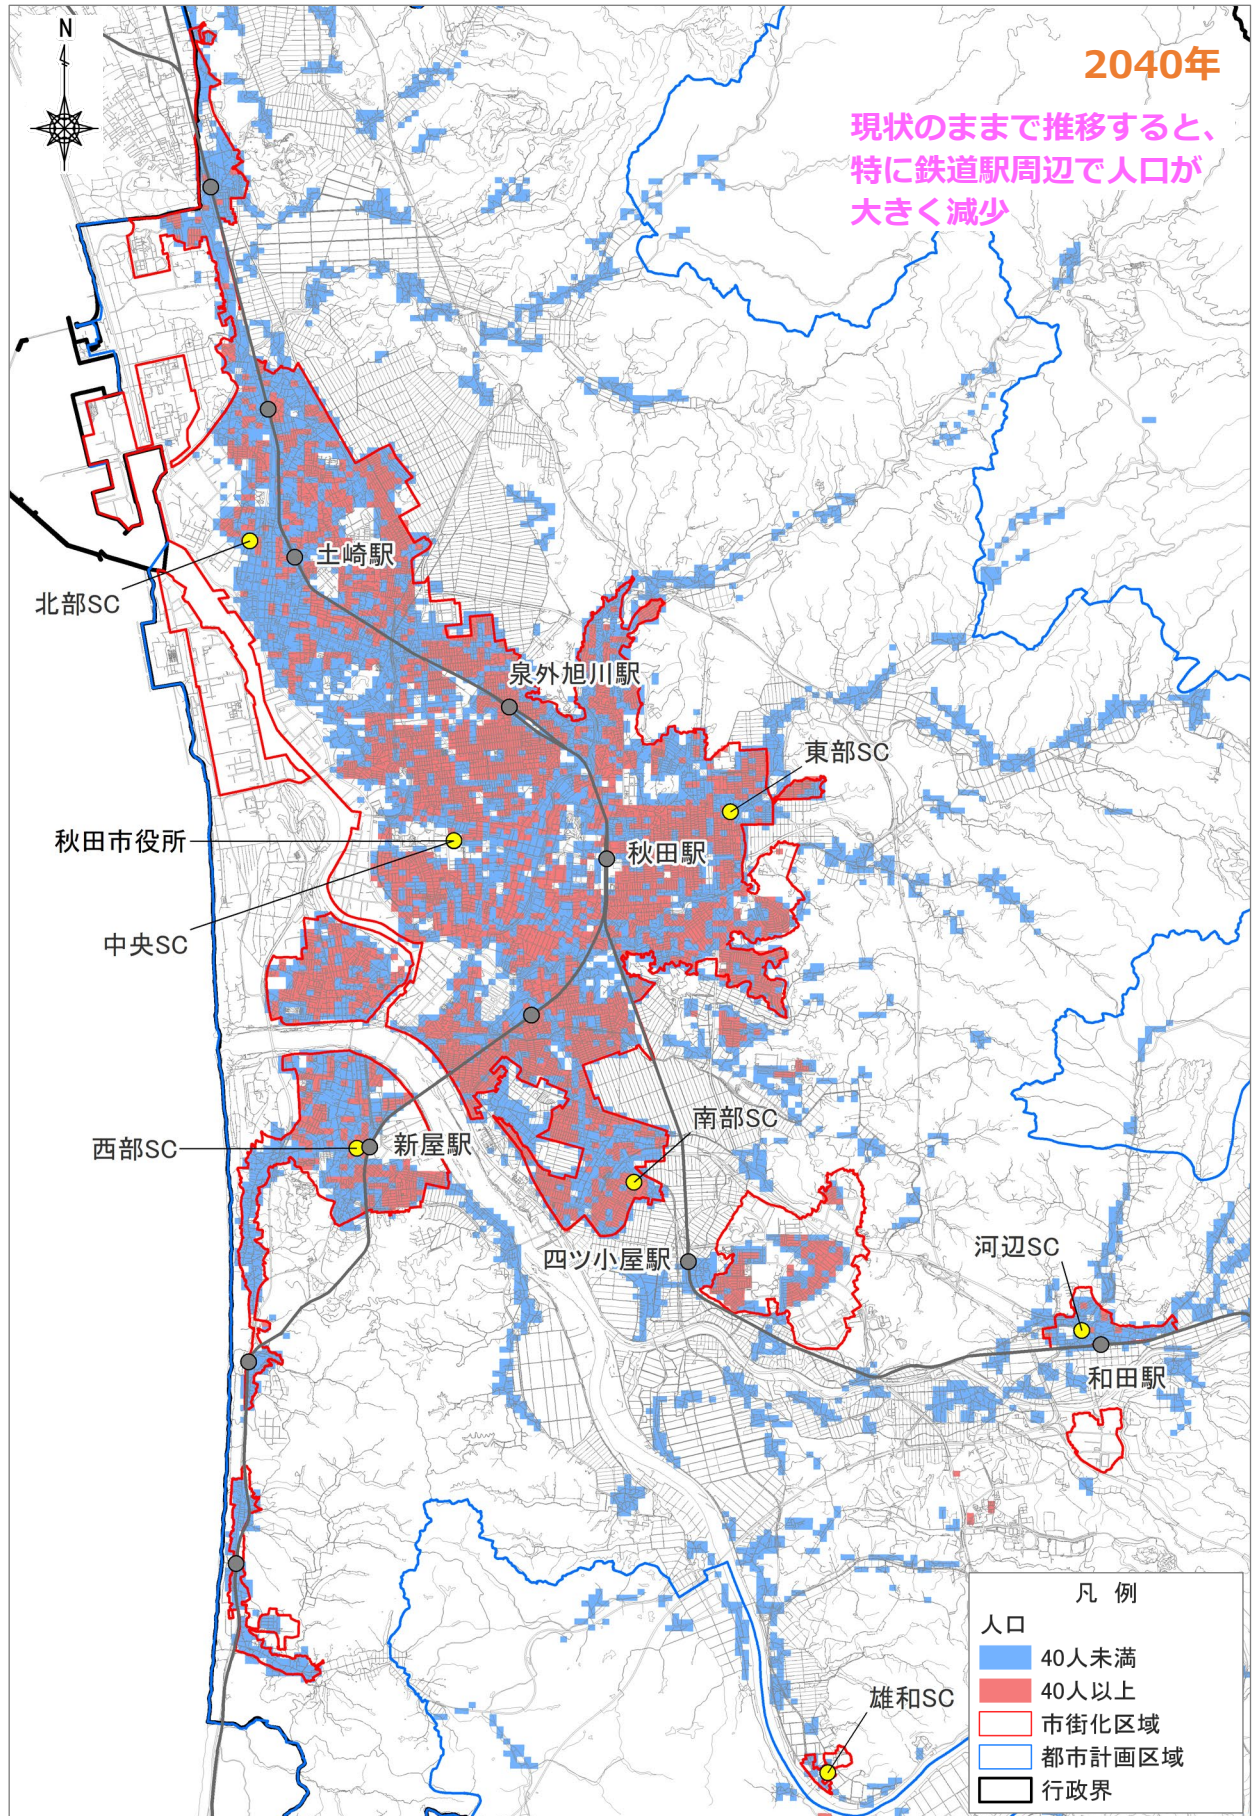 N
2040年
現状のままで推移すると、
特に鉄道駅周辺で人口が
大きく減少
土崎駅
北部SC
泉外旭川駅
東部SC
秋田市役所
秋田駅
中央SC
南部SC
西部SC
新屋駅
四ツ小屋駅
河辺SC
和田駅
雄和SC
凡 例
人口
40人未満
40人以上
市街化区域
都市計画区域
行政界